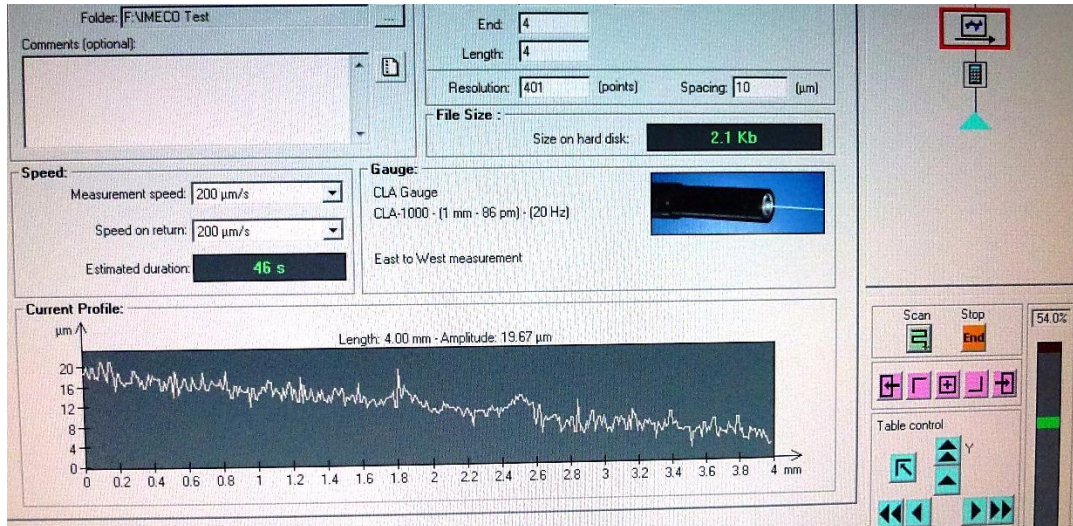 Folder: F:\IMECO Test
...
Comments (optional):
End: 4
Length: 4
Resolution: 401 (points) Spacing: 10 (µm)
File Size :
Size on hard disk: 2.1 Kb
Speed:
Measurement speed: 200 µm/s
Speed on return: 200 µm/s
Estimated duration: 46 s
Gauge:
CLA Gauge
CLA-1000 - (1 mm - 86 pm) - (20 Hz)
East to West measurement
Current Profile:
µm
Length: 4.00 mm - Amplitude: 19.67 µm
20
16
12
8
4
0
0 0.2 0.4 0.6 0.8 1 1.2 1.4 1.6 1.8 2 2.2 2.4 2.6 2.8 3 3.2 3.4 3.6 3.8 4 mm
Scan Stop
End
54.0%
Table control
Y